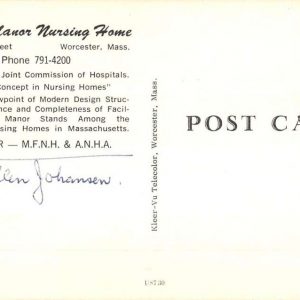 Manor Nursing Home
eet Worcester, Mass.
Phone 791-4200
Joint Commission of Hospitals.
Concept in Nursing Homes"
wpoint of Modern Design Struc-
nce and Completeness of Facil-
Manor Stands Among the
rsing Homes in Massachusetts.
R — M.F.N.H. & A.N.H.A.
Johansen.
Kleer-Vu Telecolor, Worcester, Mass.
POST CA